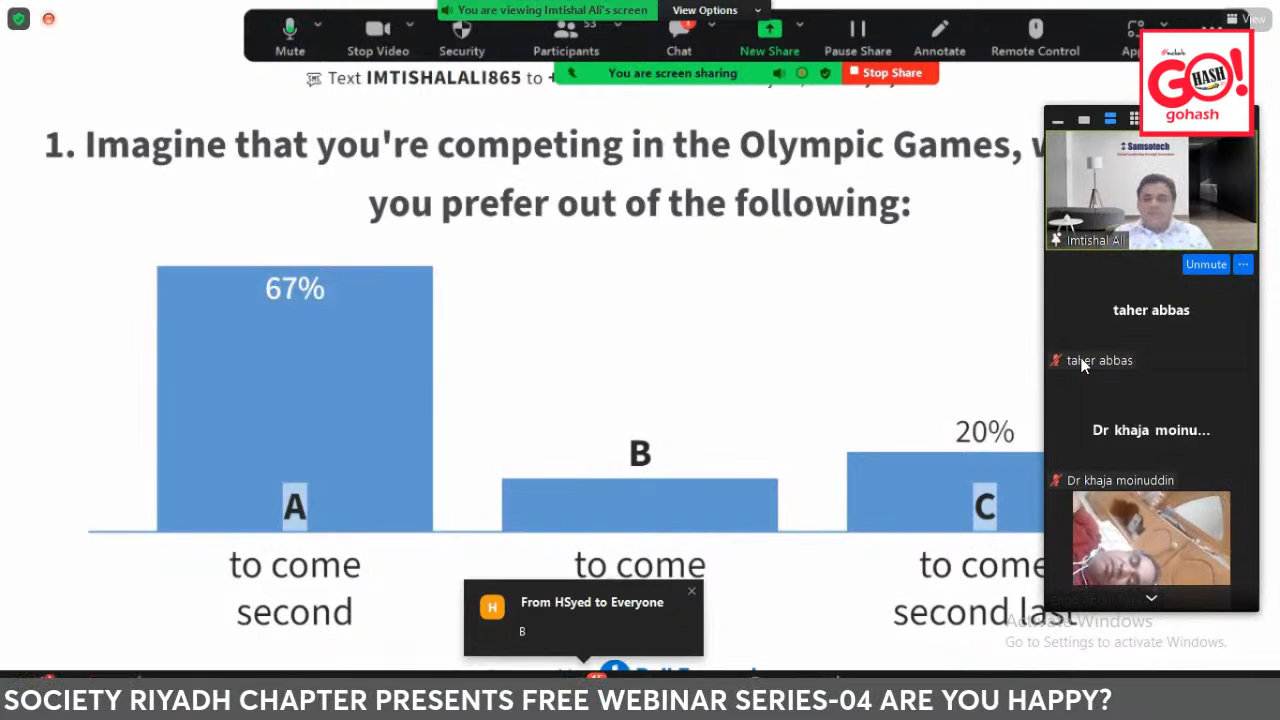 You are viewing Imtishal Ali's screen
View Options
Mute
Stop Video
Security
53
Participants
1
Chat
New Share
Pause Share
Annotate
Remote Control
View
You are screen sharing
Stop Share
Text IMTISHALALI865 to
GO!
HASH
gohash
1. Imagine that you're competing in the Olympic Games,
you prefer out of the following:
67%
A
B
20%
C
to come
second
to come
to come
second last
Samsotech
Imtishal Ali
Unmute
taher abbas
taher abbas
Dr khaja moinu...
Dr khaja moinuddin
From HSyed to Everyone
H
B
Activate Windows
Go to Settings to activate Windows.
SOCIETY RIYADH CHAPTER PRESENTS FREE WEBINAR SERIES-04 ARE YOU HAPPY?